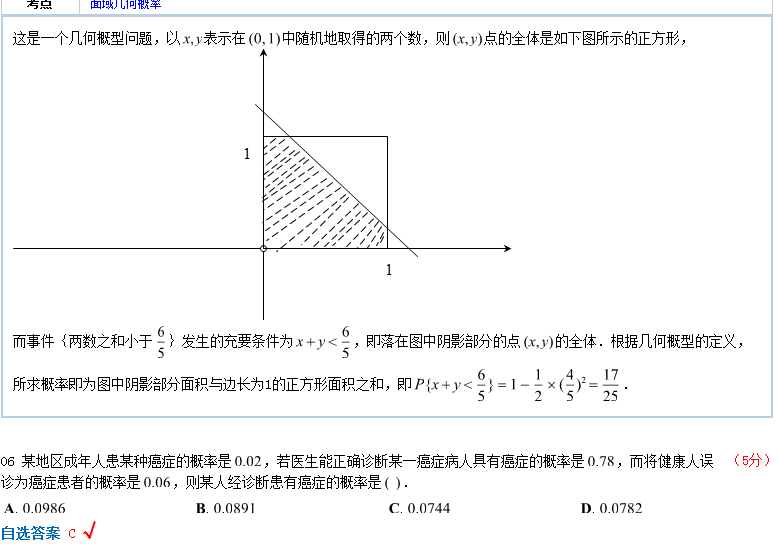 考点 面域几何概率
这是一个几何概型问题，以 x, y 表示在 (0,1) 中随机地取得的两个数，则 (x, y) 点的全体是如下图所示的正方形，
1
1
而事件｛两数之和小于 6/5 ｝发生的充要条件为 x + y < 6/5 ，即落在图中阴影部分的点 (x, y) 的全体．根据几何概型的定义，
所求概率即为图中阴影部分面积与边长为1的正方形面积之和，即 P{x + y < 6/5} = 1 − 1/2 × (4/5)² = 17/25 ．
06 某地区成年人患某种癌症的概率是 0.02，若医生能正确诊断某一癌症病人具有癌症的概率是 0.78，而将健康人误 （5分）
诊为癌症患者的概率是 0.06，则某人经诊断患有癌症的概率是 ( )．
A. 0.0986 B. 0.0891 C. 0.0744 D. 0.0782
自选答案 C √